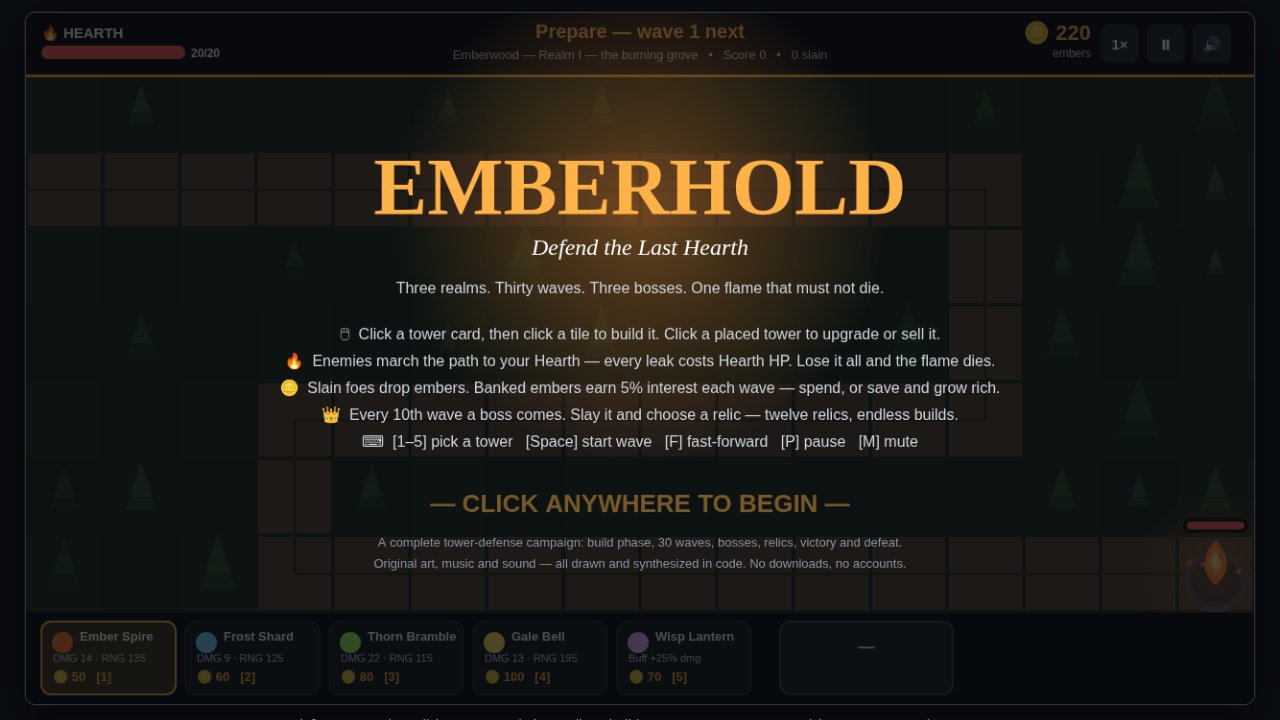 🔥 HEARTH
20/20
Prepare — wave 1 next
Emberwood — Realm I — the burning grove • Score 0 • 0 slain
220
embers
1×
EMBERHOLD
Defend the Last Hearth
Three realms. Thirty waves. Three bosses. One flame that must not die.
🖱 Click a tower card, then click a tile to build it. Click a placed tower to upgrade or sell it.
🔥 Enemies march the path to your Hearth — every leak costs Hearth HP. Lose it all and the flame dies.
🪙 Slain foes drop embers. Banked embers earn 5% interest each wave — spend, or save and grow rich.
👑 Every 10th wave a boss comes. Slay it and choose a relic — twelve relics, endless builds.
⌨ [1–5] pick a tower [Space] start wave [F] fast-forward [P] pause [M] mute
— CLICK ANYWHERE TO BEGIN —
A complete tower-defense campaign: build phase, 30 waves, bosses, relics, victory and defeat.
Original art, music and sound — all drawn and synthesized in code. No downloads, no accounts.
Ember Spire
DMG 14 · RNG 135
🪙 50 [1]
Frost Shard
DMG 9 · RNG 125
🪙 60 [2]
Thorn Bramble
DMG 22 · RNG 115
🪙 80 [3]
Gale Bell
DMG 13 · RNG 195
🪙 100 [4]
Wisp Lantern
Buff +25% dmg
🪙 70 [5]
—